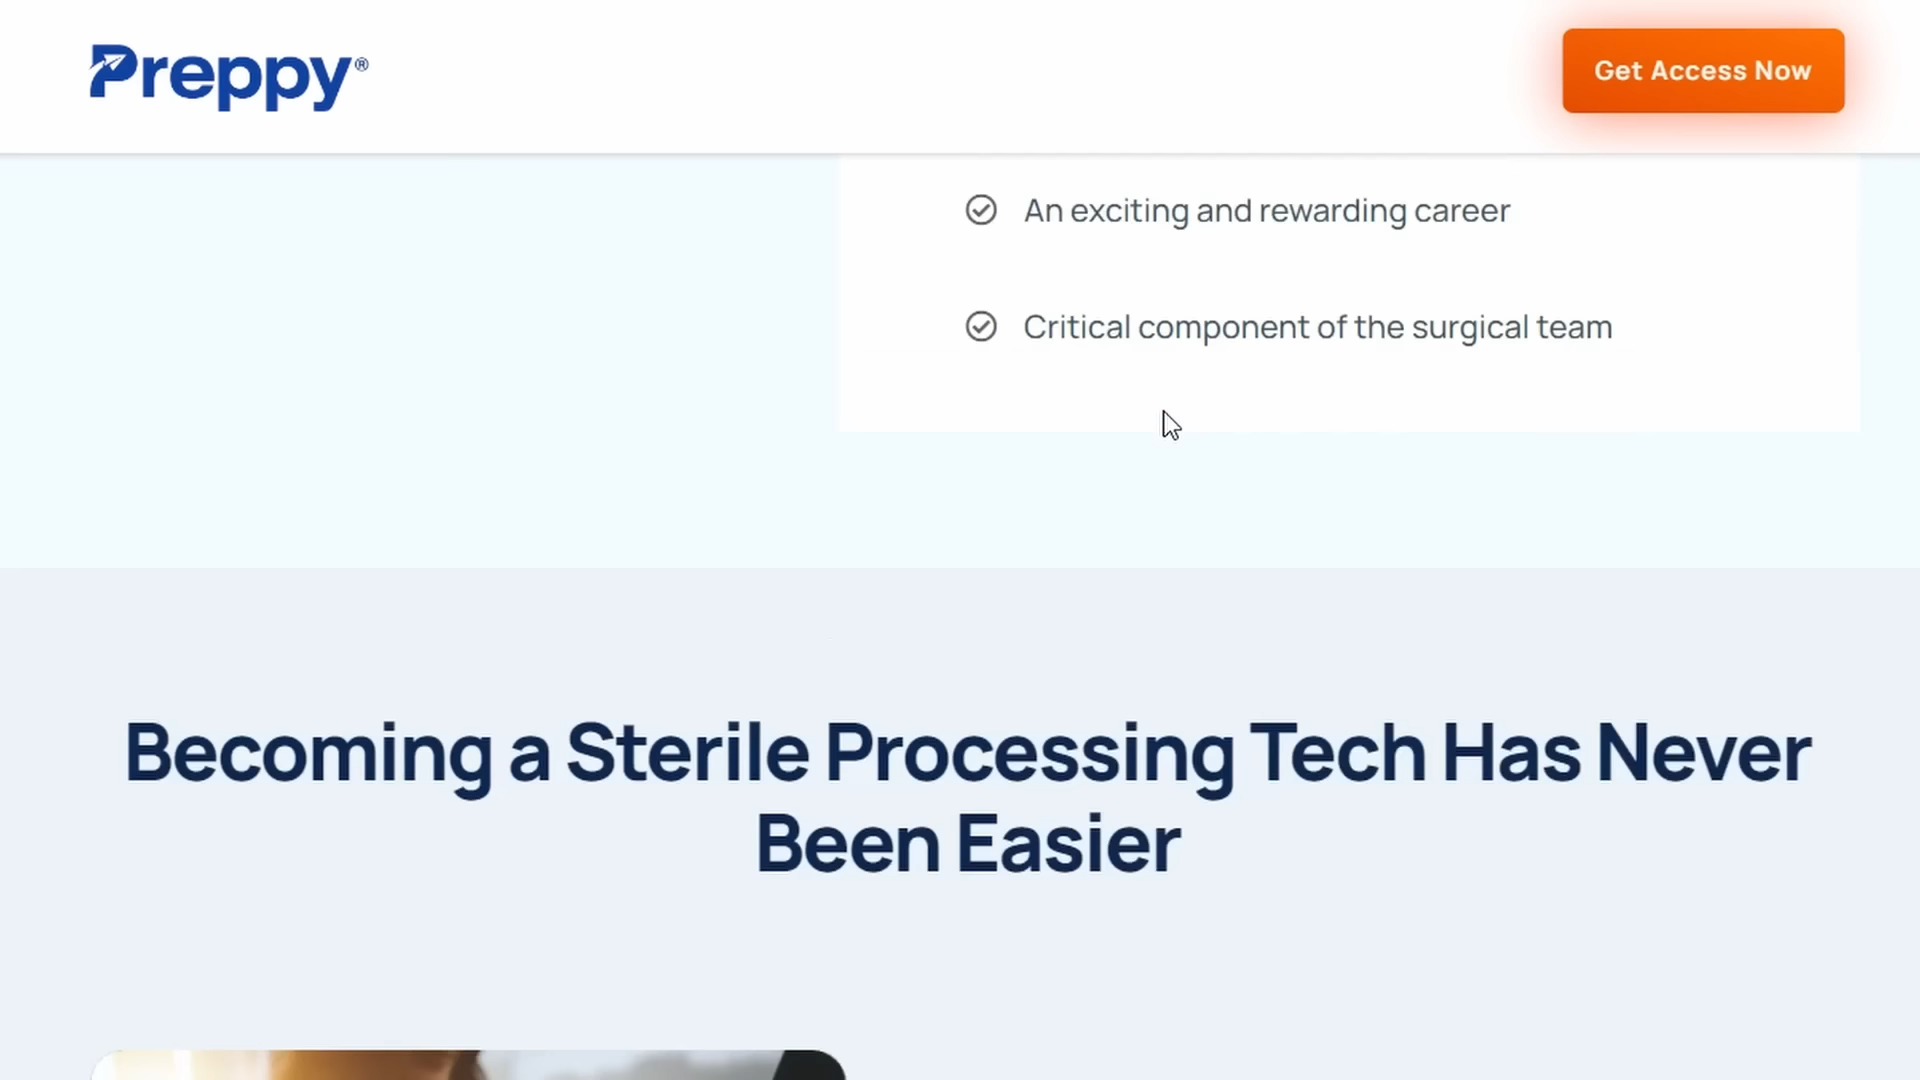 Preppy®
Get Access Now
An exciting and rewarding career
Critical component of the surgical team
Becoming a Sterile Processing Tech Has Never
Been Easier